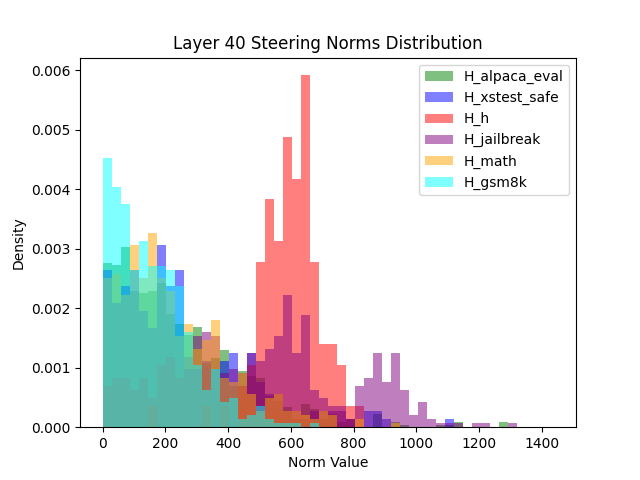 Layer 40 Steering Norms Distribution
H_alpaca_eval
H_xstest_safe
H_h
H_jailbreak
H_math
H_gsm8k
Density
0.006
0.005
0.004
0.003
0.002
0.001
0.000
0 200 400 600 800 1000 1200 1400
Norm Value